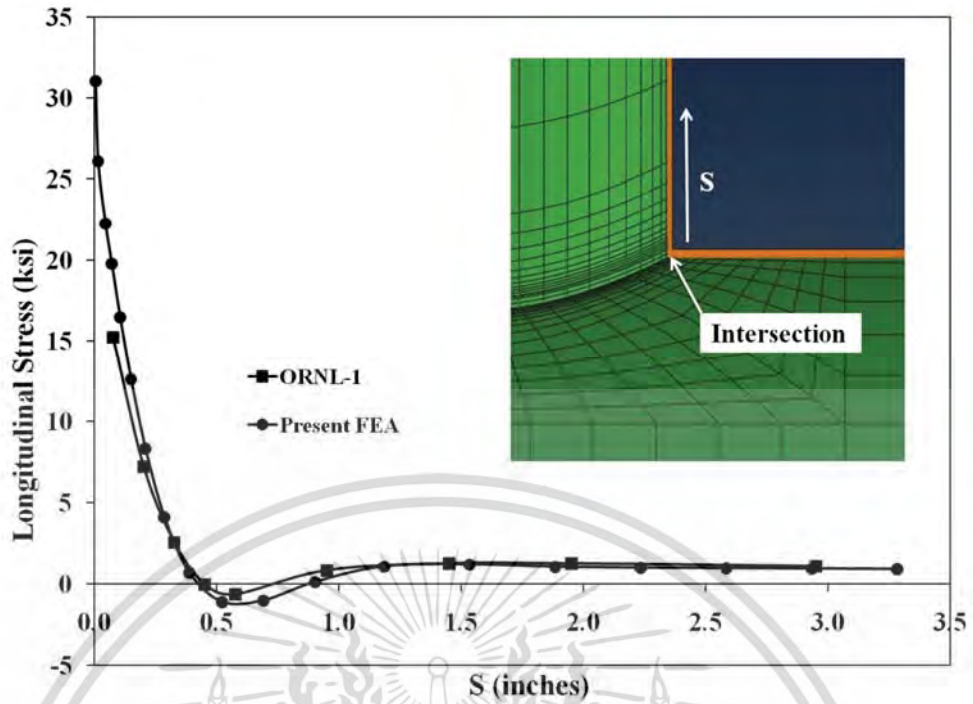 35
30
25
20
15
10
5
0
-5
Longitudinal Stress (ksi)
S
Intersection
ORNL-1
Present FEA
0.0 0.5 1.0 1.5 2.0 2.5 3.0 3.5
S (inches)